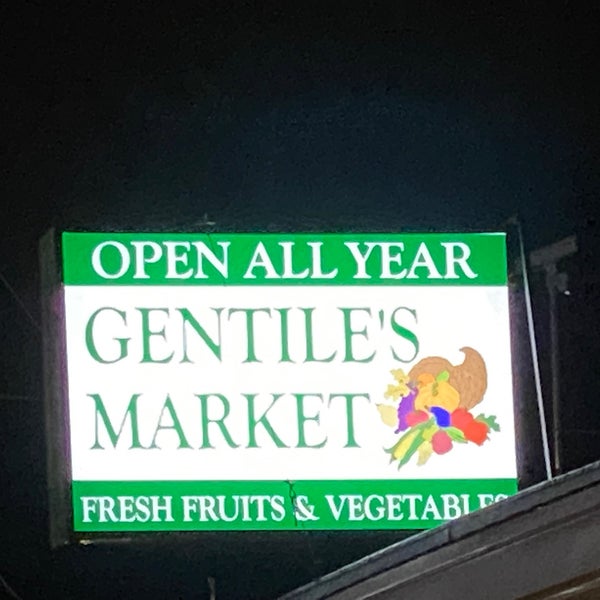 OPEN ALL YEAR
GENTILE'S
MARKET
FRESH FRUITS & VEGETABLES